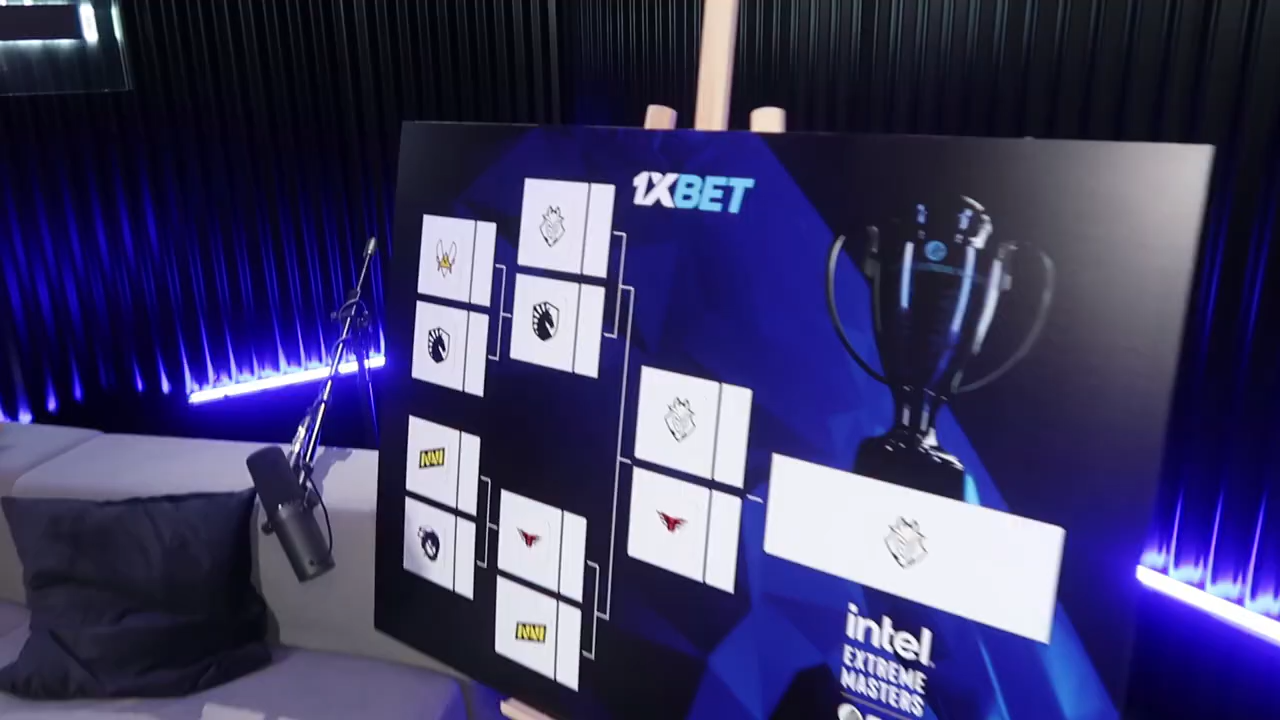 1XBET
NAVI
NAVI
intel
EXTREME
MASTERS